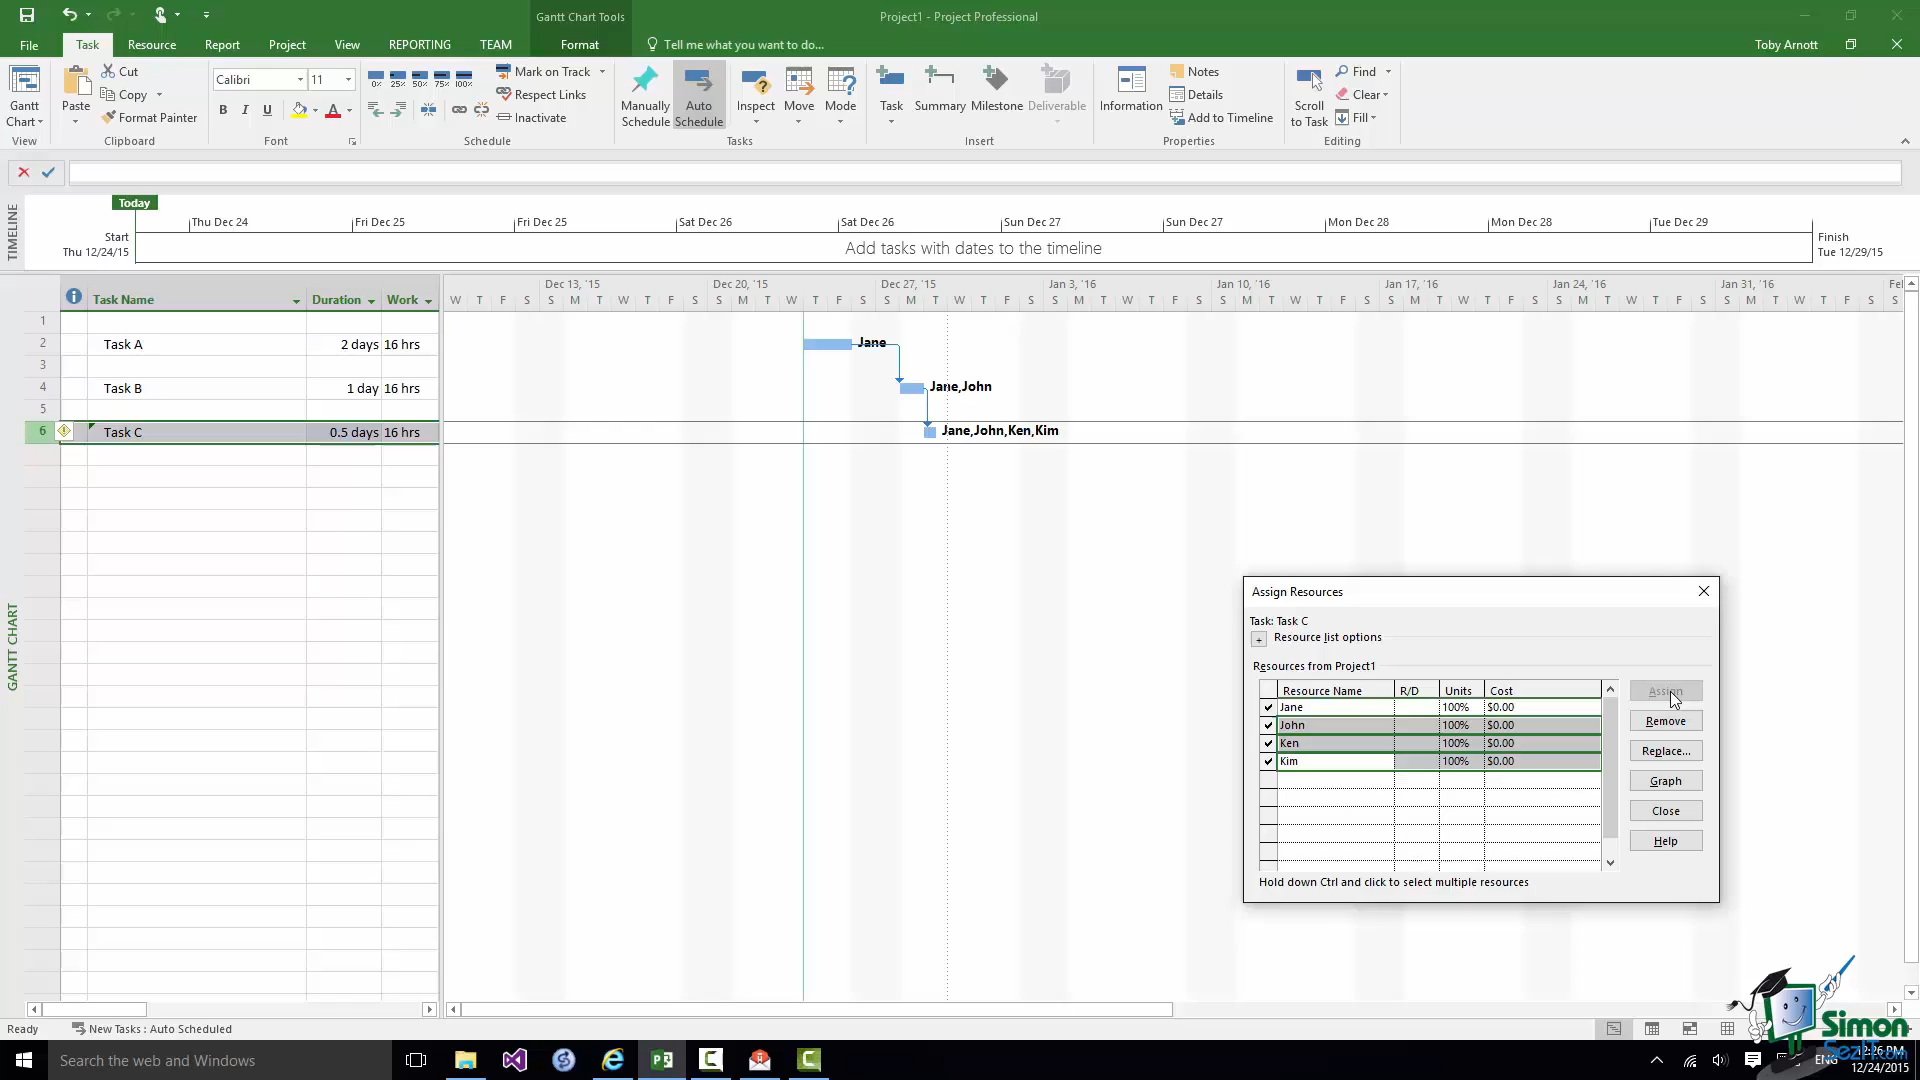 Gantt Chart Tools
Project1 - Project Professional
File
Task
Resource
Report
Project
View
REPORTING
TEAM
Format
Tell me what you want to do...
Toby Arnott
Gantt
Chart
View
Paste
Cut
Copy
Format Painter
Clipboard
Calibri
11
B I U
A
Font
0%
25%
50%
75%
100%
Mark on Track
Respect Links
Inactivate
Schedule
Manually
Schedule
Auto
Schedule
Inspect
Move
Mode
Tasks
Task
Summary
Milestone
Deliverable
Insert
Information
Notes
Details
Add to Timeline
Properties
Scroll
to Task
Find
Clear
Fill
Editing
TIMELINE
Today
Start
Thu 12/24/15
Thu Dec 24
Fri Dec 25
Fri Dec 25
Sat Dec 26
Sat Dec 26
Sun Dec 27
Sun Dec 27
Mon Dec 28
Mon Dec 28
Tue Dec 29
Add tasks with dates to the timeline
Finish
Tue 12/29/15
GANTT CHART
Task Name
Duration
Work
Dec 13, '15
Dec 20, '15
Dec 27, '15
Jan 3, '16
Jan 10, '16
Jan 17, '16
Jan 24, '16
Jan 31, '16
Fel
W T F S S M T W T F S S M T W T F S S M T W T F S S M T W T F S S M T W T F S S M T W T F S S M T W T F S S M T W T F S S
1
2 Task A 2 days 16 hrs
Jane
3
4 Task B 1 day 16 hrs
Jane,John
5
6 Task C 0.5 days 16 hrs
Jane,John,Ken,Kim
Assign Resources
Task: Task C
+ Resource list options
Resources from Project1
Resource Name R/D Units Cost
Jane 100% $0.00
John 100% $0.00
Ken 100% $0.00
Kim 100% $0.00
Assign
Remove
Replace...
Graph
Close
Help
Hold down Ctrl and click to select multiple resources
Ready
New Tasks : Auto Scheduled
Simon
SezIT.com
Search the web and Windows
ENG
12:26 PM
12/24/2015